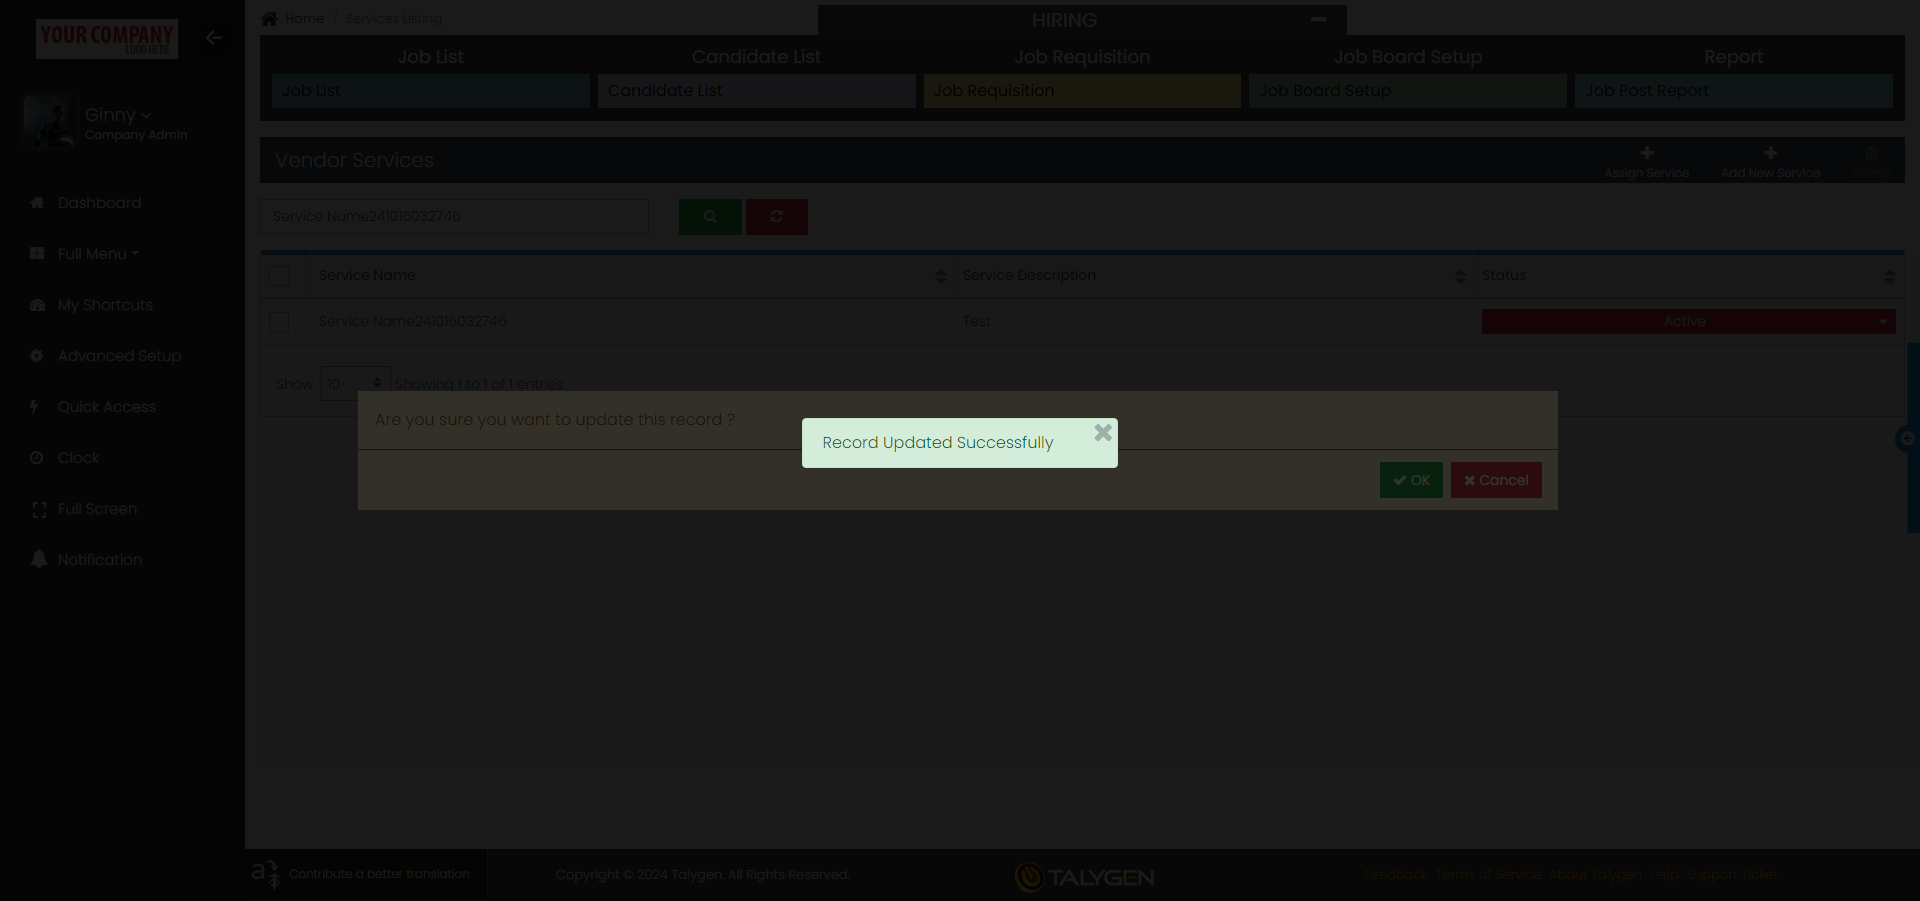 YOUR COMPANY
LOGO HERE
Home / Services Listing
HIRING
Job List
Candidate List
Job Requisition
Job Board Setup
Report
Job List
Candidate List
Job Requisition
Job Board Setup
Job Post Report
Ginny
Company Admin
Vendor Services
Assign Service
Add New Service
Delete
Dashboard
Full Menu
My Shortcuts
Advanced Setup
Quick Access
Clock
Full Screen
Notification
Service Name241016032746
Service Name
Service Description
Status
Service Name241016032746
Test
Active
Show 10 Showing 1 to 1 of 1 entries
Are you sure you want to update this record ?
Record Updated Successfully
OK
Cancel
Contribute a better translation
Copyright © 2024 Talygen. All Rights Reserved.
TALYGEN
Feedback Terms of Service About Talygen Help Support Ticket